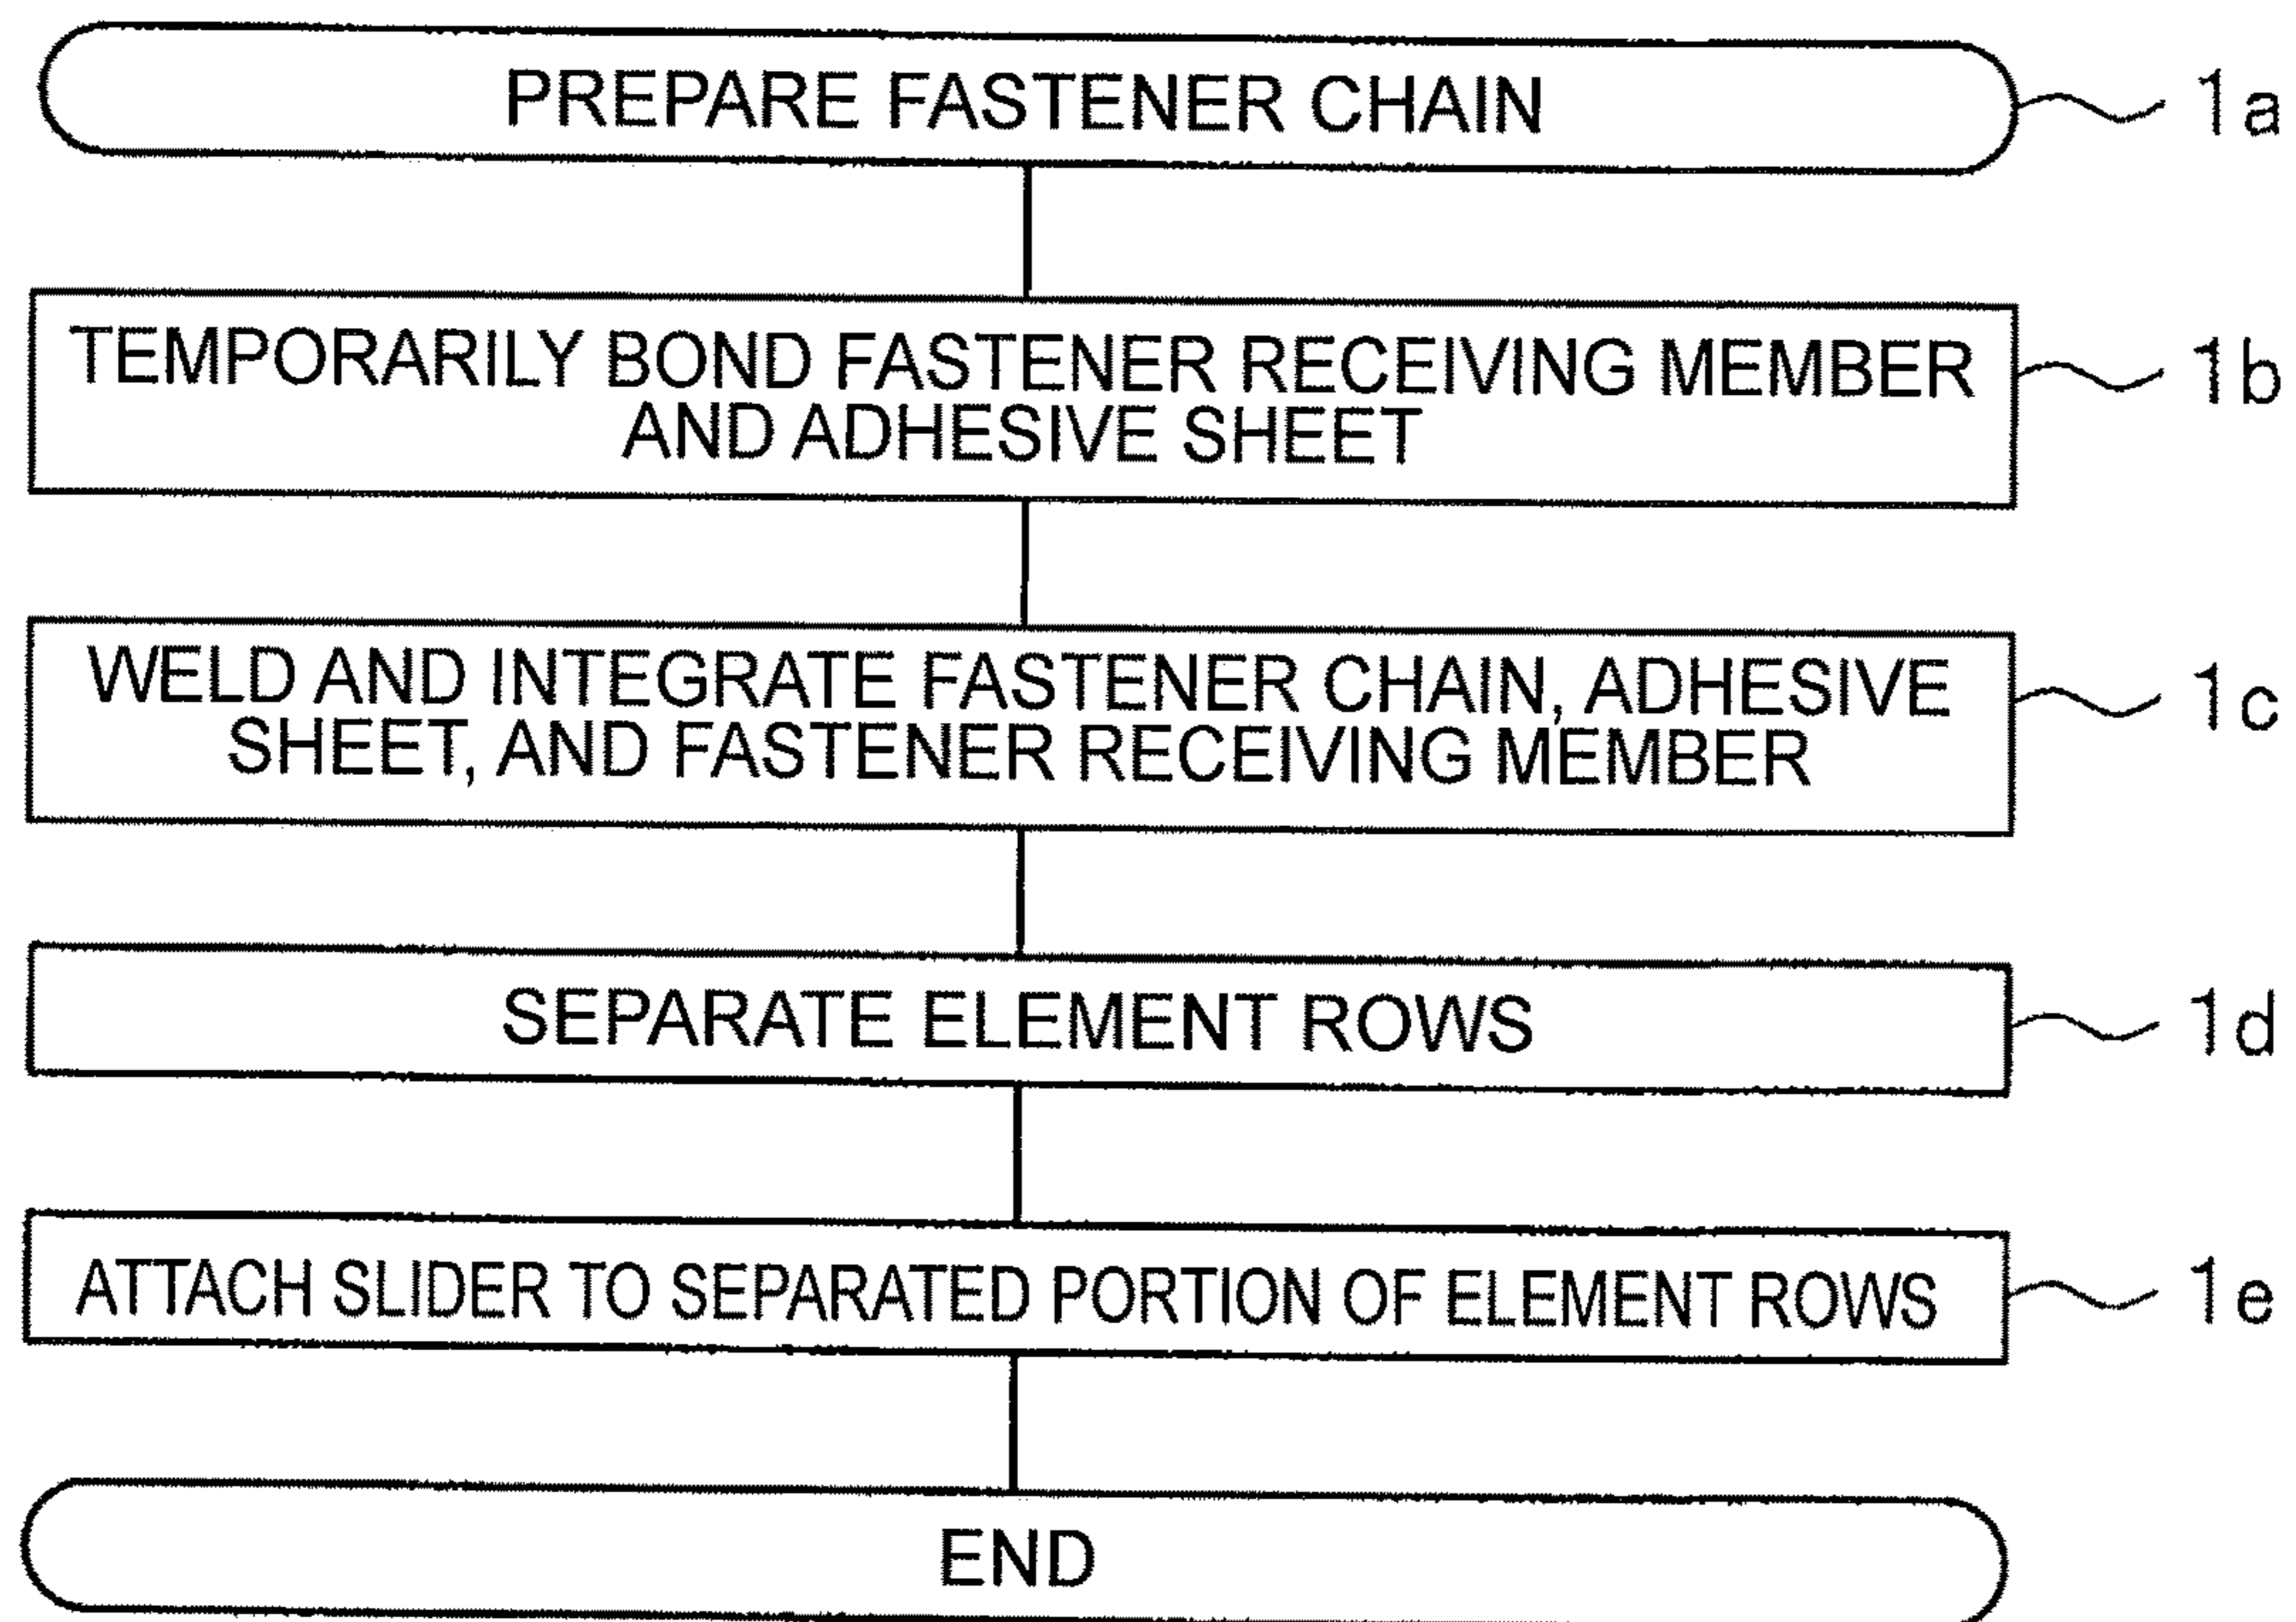 PREPARE FASTENER CHAIN
1a
TEMPORARILY BOND FASTENER RECEIVING MEMBER
AND ADHESIVE SHEET
1b
WELD AND INTEGRATE FASTENER CHAIN, ADHESIVE
SHEET, AND FASTENER RECEIVING MEMBER
1c
SEPARATE ELEMENT ROWS
1d
ATTACH SLIDER TO SEPARATED PORTION OF ELEMENT ROWS
1e
END